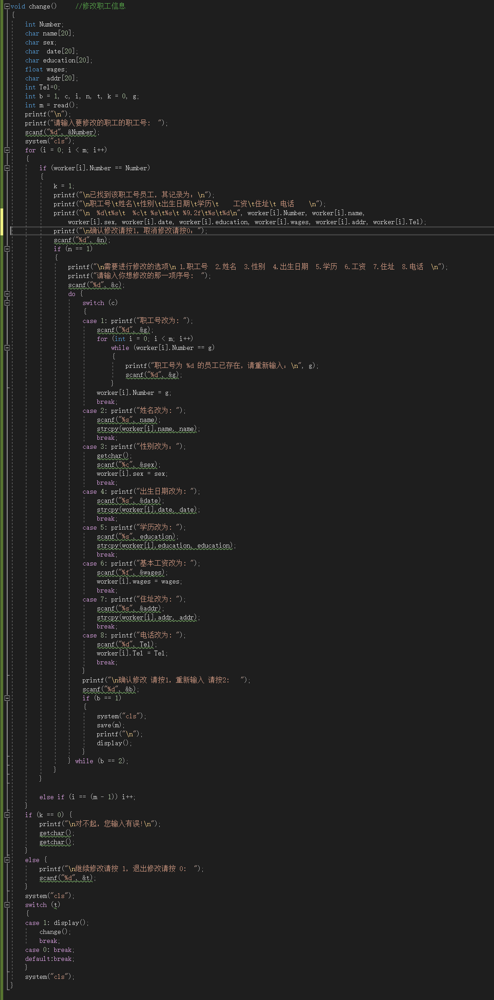 void change()     //修改职工信息
{
    int Number;
    char name[20];
    char sex;
    char  date[20];
    char education[20];
    float wages;
    char  addr[20];
    int Tel=0;
    int b = 1, c, i, n, t, k = 0, g;
    int m = read();
    printf("\n");
    printf("请输入要修改的职工的职工号:  ");
    scanf("%d", &Number);
    system("cls");
    for (i = 0; i < m; i++)
    {
        if (worker[i].Number == Number)
        {
            k = 1;
            printf("\n已找到该职工号员工，其记录为：\n");
            printf("\n职工号\t姓名\t性别\t出生日期\t学历\t    工资\t住址\t 电话    \n");
            printf("\n  %d\t%s\t  %c\t %s\t%s\t %9.2f\t%s\t%d\n", worker[i].Number, worker[i].name,
                worker[i].sex, worker[i].date, worker[i].education, worker[i].wages, worker[i].addr, worker[i].Tel);
            printf("\n确认修改请按1，取消修改请按0：");
            scanf("%d", &n);
            if (n == 1)
            {
                printf("\n需要进行修改的选项\n 1.职工号  2.姓名  3.性别  4.出生日期  5.学历  6.工资  7.住址  8.电话  \n");
                printf("请输入你想修改的那一项序号:  ");
                scanf("%d", &c);
                do {
                    switch (c)
                    {
                    case 1: printf("职工号改为: ");
                        scanf("%d", &g);
                        for (int i = 0; i < m; i++)
                            while (worker[i].Number == g)
                            {
                                printf("职工号为 %d 的员工已存在，请重新输入：\n", g);
                                scanf("%d", &g);
                            }
                        worker[i].Number = g;
                        break;
                    case 2: printf("姓名改为: ");
                        scanf("%s", name);
                        strcpy(worker[i].name, name);
                        break;
                    case 3: printf("性别改为：");
                        getchar();
                        scanf("%c", &sex);
                        worker[i].sex = sex;
                        break;
                    case 4: printf("出生日期改为: ");
                        scanf("%s", &date);
                        strcpy(worker[i].date, date);
                        break;
                    case 5: printf("学历改为: ");
                        scanf("%s", education);
                        strcpy(worker[i].education, education);
                        break;
                    case 6: printf("基本工资改为: ");
                        scanf("%f", &wages);
                        worker[i].wages = wages;
                        break;
                    case 7: printf("住址改为: ");
                        scanf("%s", &addr);
                        strcpy(worker[i].addr, addr);
                        break;
                    case 8: printf("电话改为: ");
                        scanf("%d", Tel);
                        worker[i].Tel = Tel;
                        break;
                    }
                    printf("\n确认修改 请按1，重新输入 请按2:   ");
                    scanf("%d", &b);
                    if (b == 1)
                    {
                        system("cls");
                        save(m);
                        printf("\n");
                        display();
                    }
                } while (b == 2);
            }
        }

        else if (i == (m - 1)) i++;
    }
    if (k == 0) {
        printf("\n对不起，您输入有误!\n");
        getchar();
        getchar();
    }
    else {
        printf("\n继续修改请按 1，退出修改请按 0:  ");
        scanf("%d", &t);
    }
    system("cls");
    switch (t)
    {
    case 1: display();
        change();
        break;
    case 0: break;
    default:break;
    }
    system("cls");
}